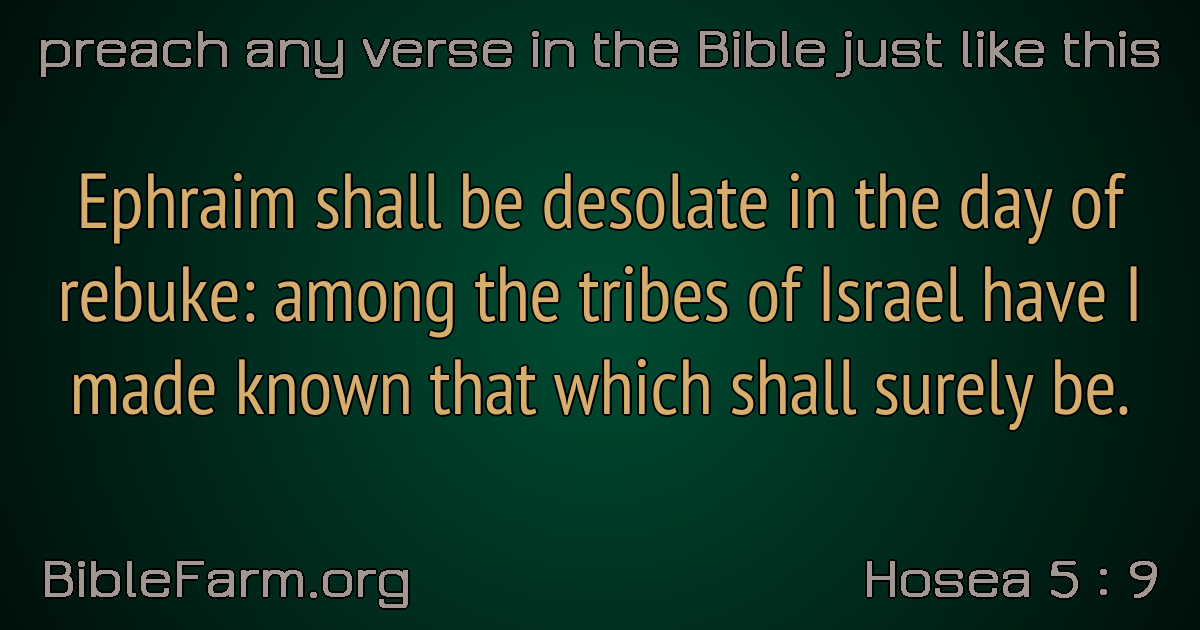 preach any verse in the Bible just like this
Ephraim shall be desolate in the day of
rebuke: among the tribes of Israel have I
made known that which shall surely be.
BibleFarm.org
Hosea 5 : 9